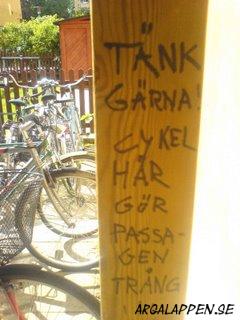 TÄNK
GÄRNA!
CYKEL
HÄR
GÖR
PASSA-
GEN
TRÅNG
ARGALAPPEN.SE